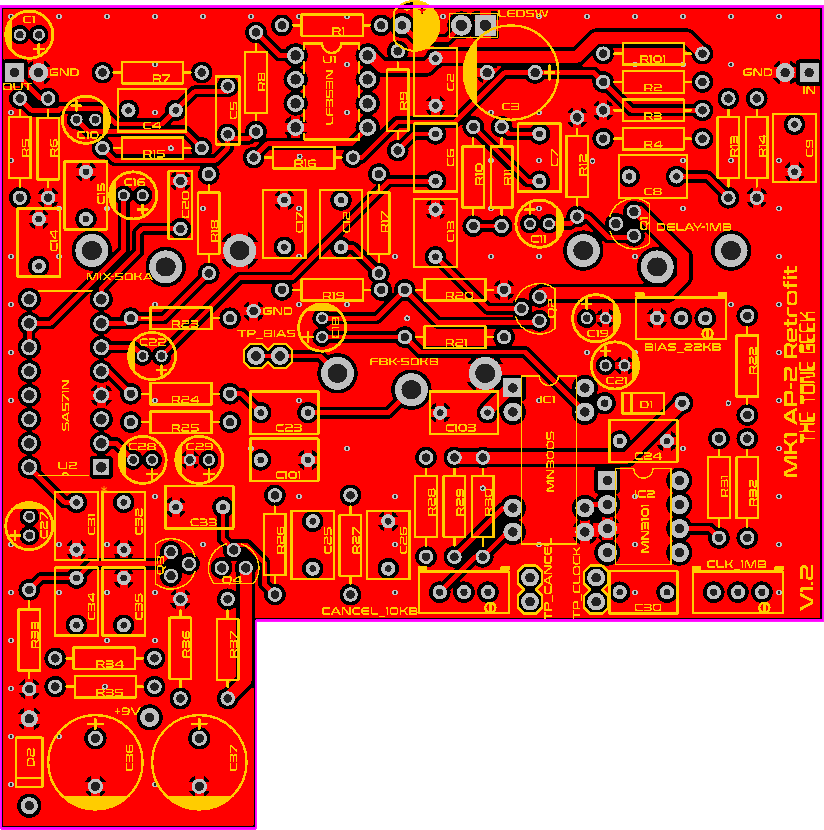 C1
R1
LEDSW
GND
OUT
R7
R8
U1
LF353N
R9
C2
C3
R101
R2
R3
R4
GND
IN
C10
C4
C5
R5
R6
R15
R16
C6
R10
R11
C7
R12
R13
R14
C9
C15
C16
C20
R18
C17
C12
R17
C13
C11
C8
Q1
DELAY-1MB
C14
MIX-50KA
R19
R20
Q2
R23
GND
C18
TP_BIAS
R21
C19
BIAS_22KB
R22
MK1 AP-2 Retrofit
THE TONE GEEK
SA571N
U2
C22
FBK-50KB
C21
R24
R25
C23
C103
IC1
MN3005
D1
C24
C28
C29
C101
R28
R29
R30
C2
MN3101
R31
R32
C31
C32
C33
R26
C25
R27
C26
Q3
Q4
C34
C35
CANCEL_10KB
TP_CANCEL
TP_CLOCK
C30
CLK_1MB
V1.2
R33
R34
R35
R36
R37
+9V
D2
C36
C37